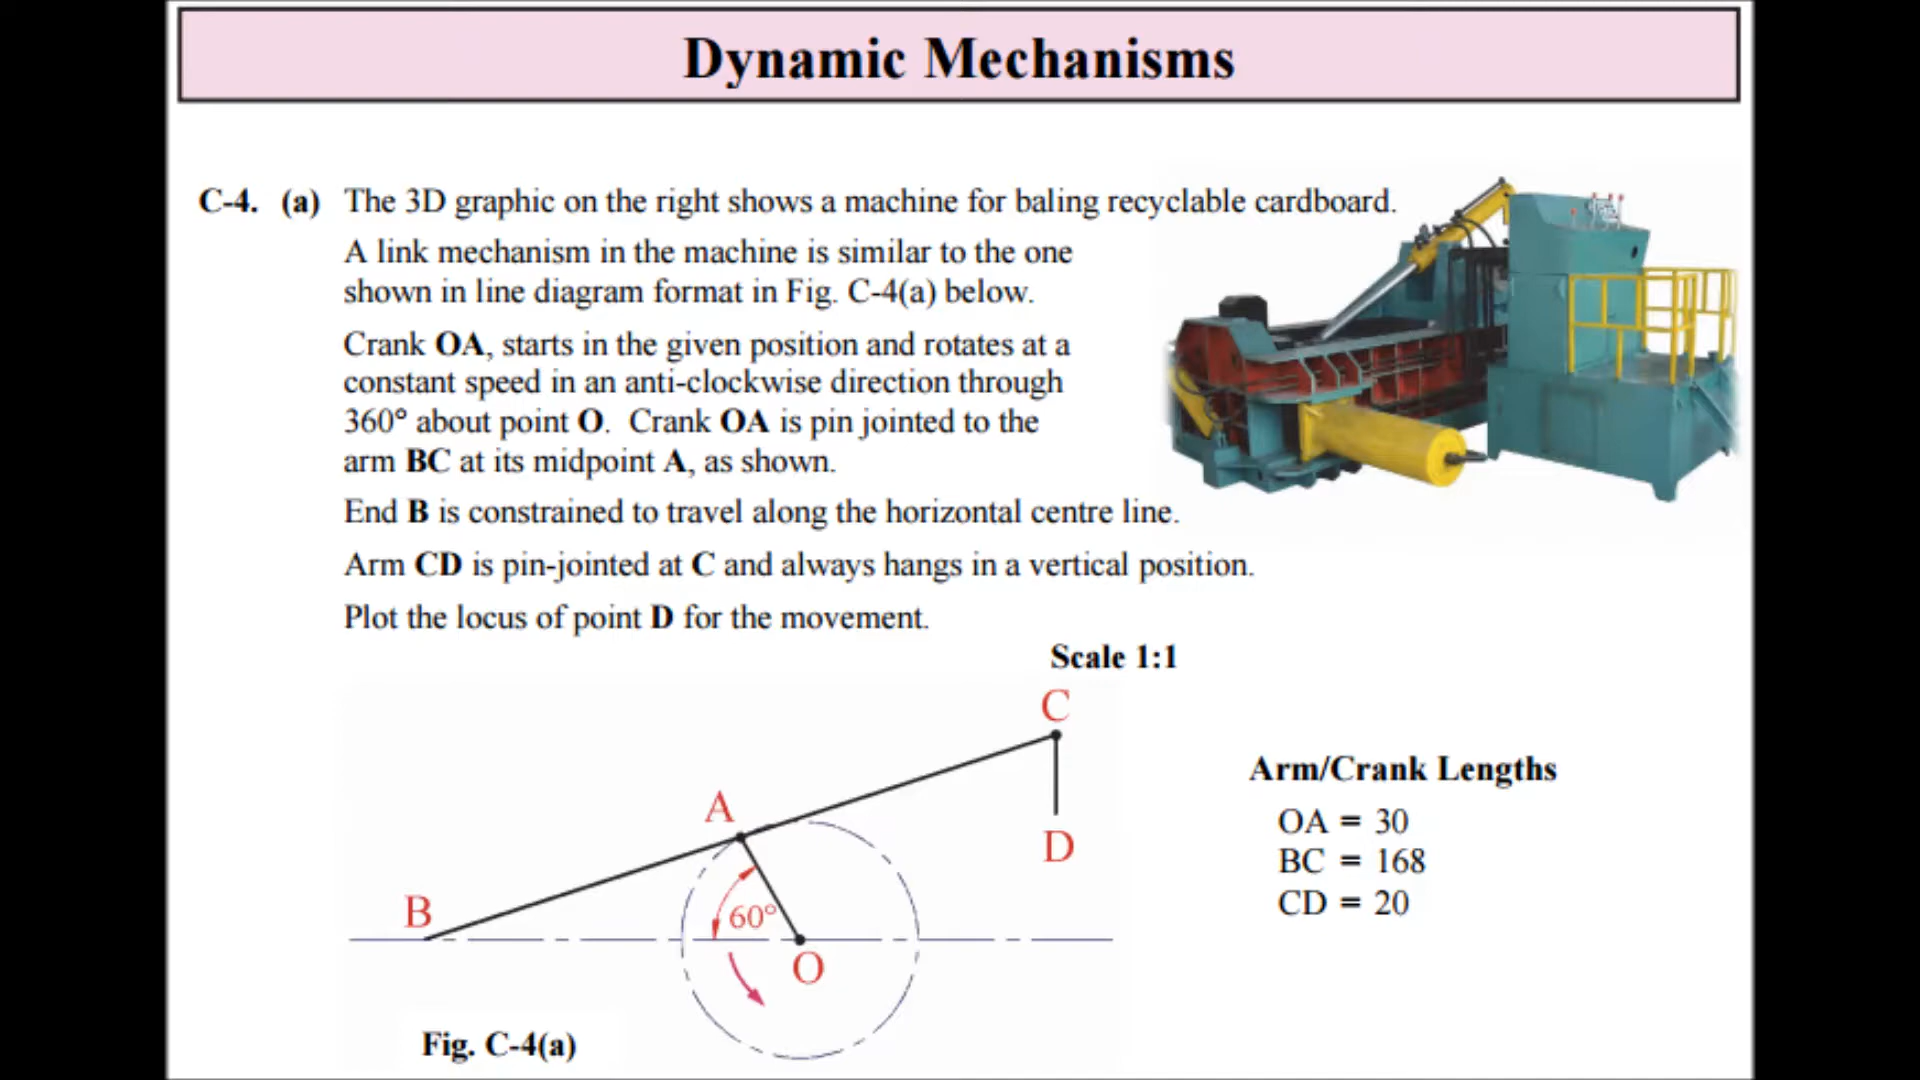 Dynamic Mechanisms
C-4. (a) The 3D graphic on the right shows a machine for baling recyclable cardboard.
A link mechanism in the machine is similar to the one
shown in line diagram format in Fig. C-4(a) below.
Crank OA, starts in the given position and rotates at a
constant speed in an anti-clockwise direction through
360° about point O. Crank OA is pin jointed to the
arm BC at its midpoint A, as shown.
End B is constrained to travel along the horizontal centre line.
Arm CD is pin-jointed at C and always hangs in a vertical position.
Plot the locus of point D for the movement.
Scale 1:1
C
A
D
B
60°
O
Fig. C-4(a)
Arm/Crank Lengths
OA = 30
BC = 168
CD = 20